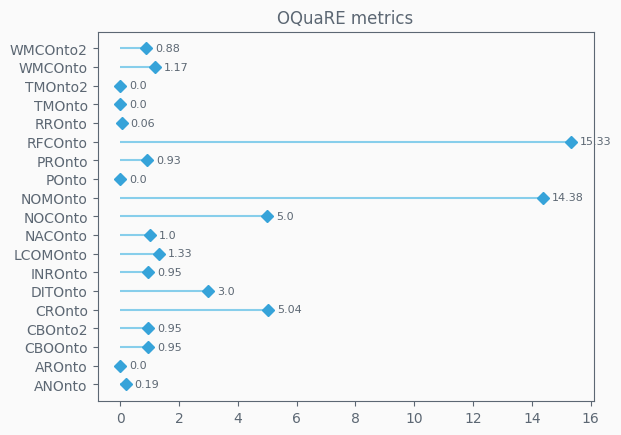 OQuaRE metrics
WMCOnto2 0.88
WMCOnto 1.17
TMOnto2 0.0
TMOnto 0.0
RROnto 0.06
RFCOnto 15.33
PROnto 0.93
POnto 0.0
NOMOnto 14.38
NOCOnto 5.0
NACOnto 1.0
LCOMOnto 1.33
INROnto 0.95
DITOnto 3.0
CROnto 5.04
CBOnto2 0.95
CBOOnto 0.95
AROnto 0.0
ANOnto 0.19
0 2 4 6 8 10 12 14 16